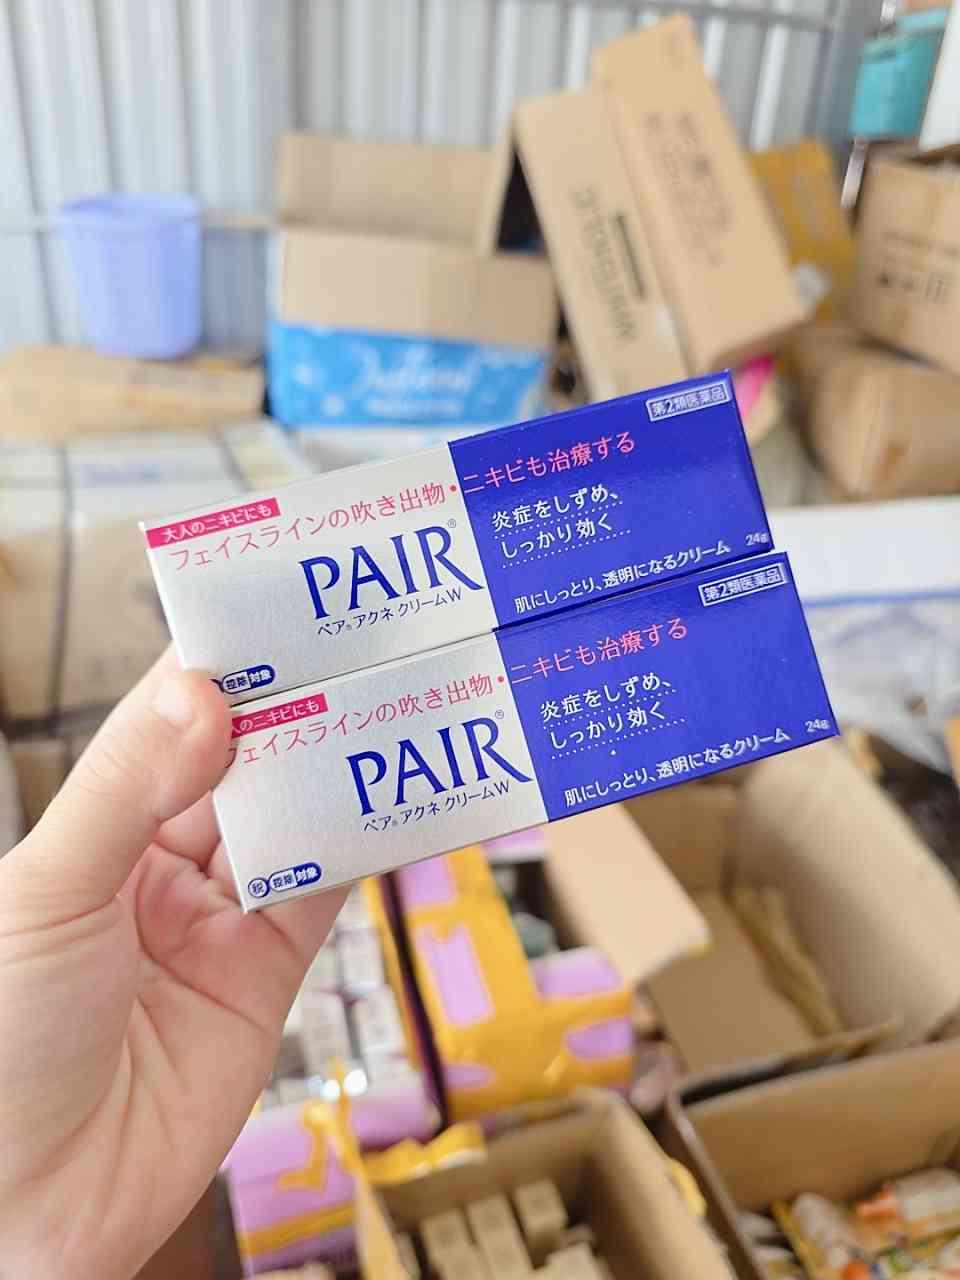 大人のニキビにも
フェイスラインの吹き出物・ニキビも治療する
第2類医薬品
PAIR®
ペア®アクネ クリームW
炎症をしずめ、
しっかり効く
肌にしっとり、透明になるクリーム
24g
控除対象
人のニキビにも
フェイスラインの吹き出物・ニキビも治療する
第2類医薬品
PAIR®
ペア®アクネ クリームW
炎症をしずめ、
しっかり効く
肌にしっとり、透明になるクリーム
24g
税 控除対象